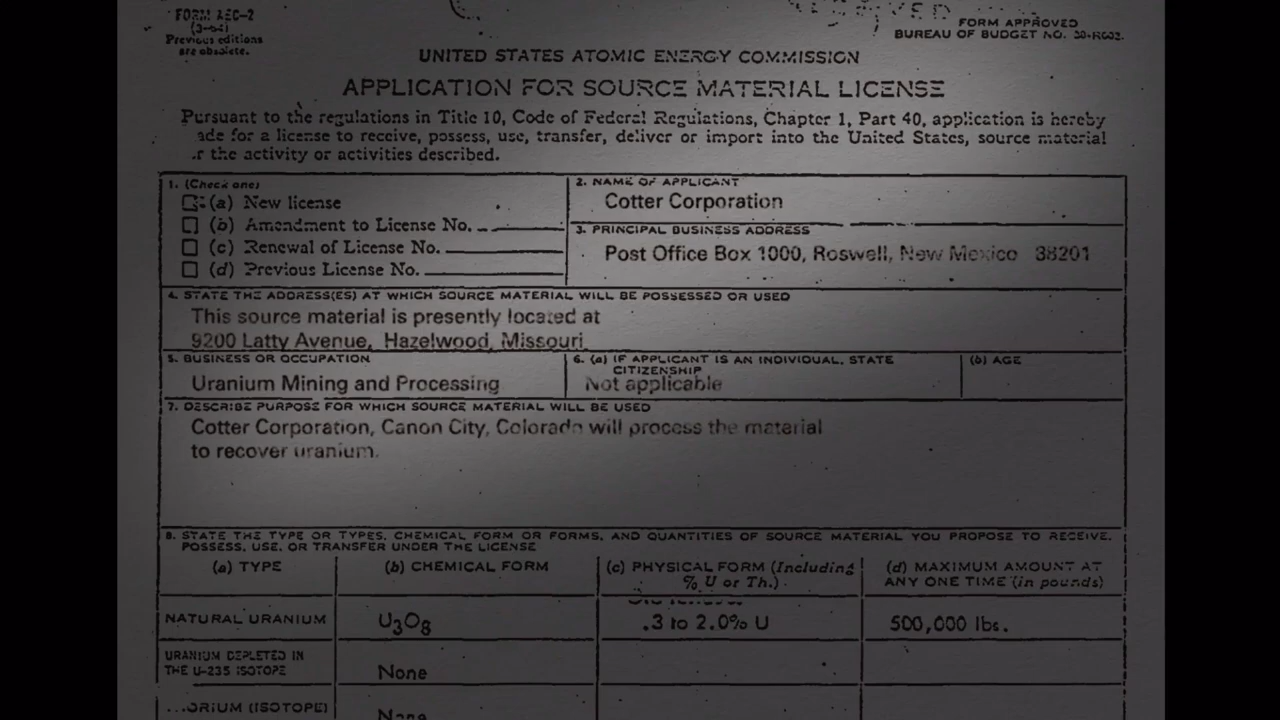 FORM AEC-2
(3-64)
Previous editions
are obsolete.
FORM APPROVED
BUREAU OF BUDGET NO.
UNITED STATES ATOMIC ENERGY COMMISSION
APPLICATION FOR SOURCE MATERIAL LICENSE
Pursuant to the regulations in Title 10, Code of Federal Regulations, Chapter 1, Part 40, application is hereby
ade for a license to receive, possess, use, transfer, deliver or import into the United States, source material
.r the activity or activities described.
1. (Check one)
(a) New license
(b) Amendment to License No.
(c) Renewal of License No.
(d) Previous License No.
2. NAME OF APPLICANT
Cotter Corporation
3. PRINCIPAL BUSINESS ADDRESS
Post Office Box 1000, Roswell, New Mexico 38201
4. STATE THE ADDRESS(ES) AT WHICH SOURCE MATERIAL WILL BE POSSESSED OR USED
This source material is presently located at
9200 Latty Avenue, Hazelwood, Missouri
5. BUSINESS OR OCCUPATION
Uranium Mining and Processing
6. (a) IF APPLICANT IS AN INDIVIDUAL, STATE
CITIZENSHIP
Not applicable
(b) AGE
7. DESCRIBE PURPOSE FOR WHICH SOURCE MATERIAL WILL BE USED
Cotter Corporation, Canon City, Colorado will process the material
to recover uranium.
8. STATE THE TYPE OR TYPES, CHEMICAL FORM OR FORMS, AND QUANTITIES OF SOURCE MATERIAL YOU PROPOSE TO RECEIVE,
POSSESS, USE, OR TRANSFER UNDER THE LICENSE
(a) TYPE
(b) CHEMICAL FORM
(c) PHYSICAL FORM (Including
% U or Th.)
(d) MAXIMUM AMOUNT AT
ANY ONE TIME (in pounds)
NATURAL URANIUM
U3O8
.3 to 2.0% U
500,000 lbs.
URANIUM DEPLETED IN
THE U-235 ISOTOPE
None
(ISOTOPE)
None